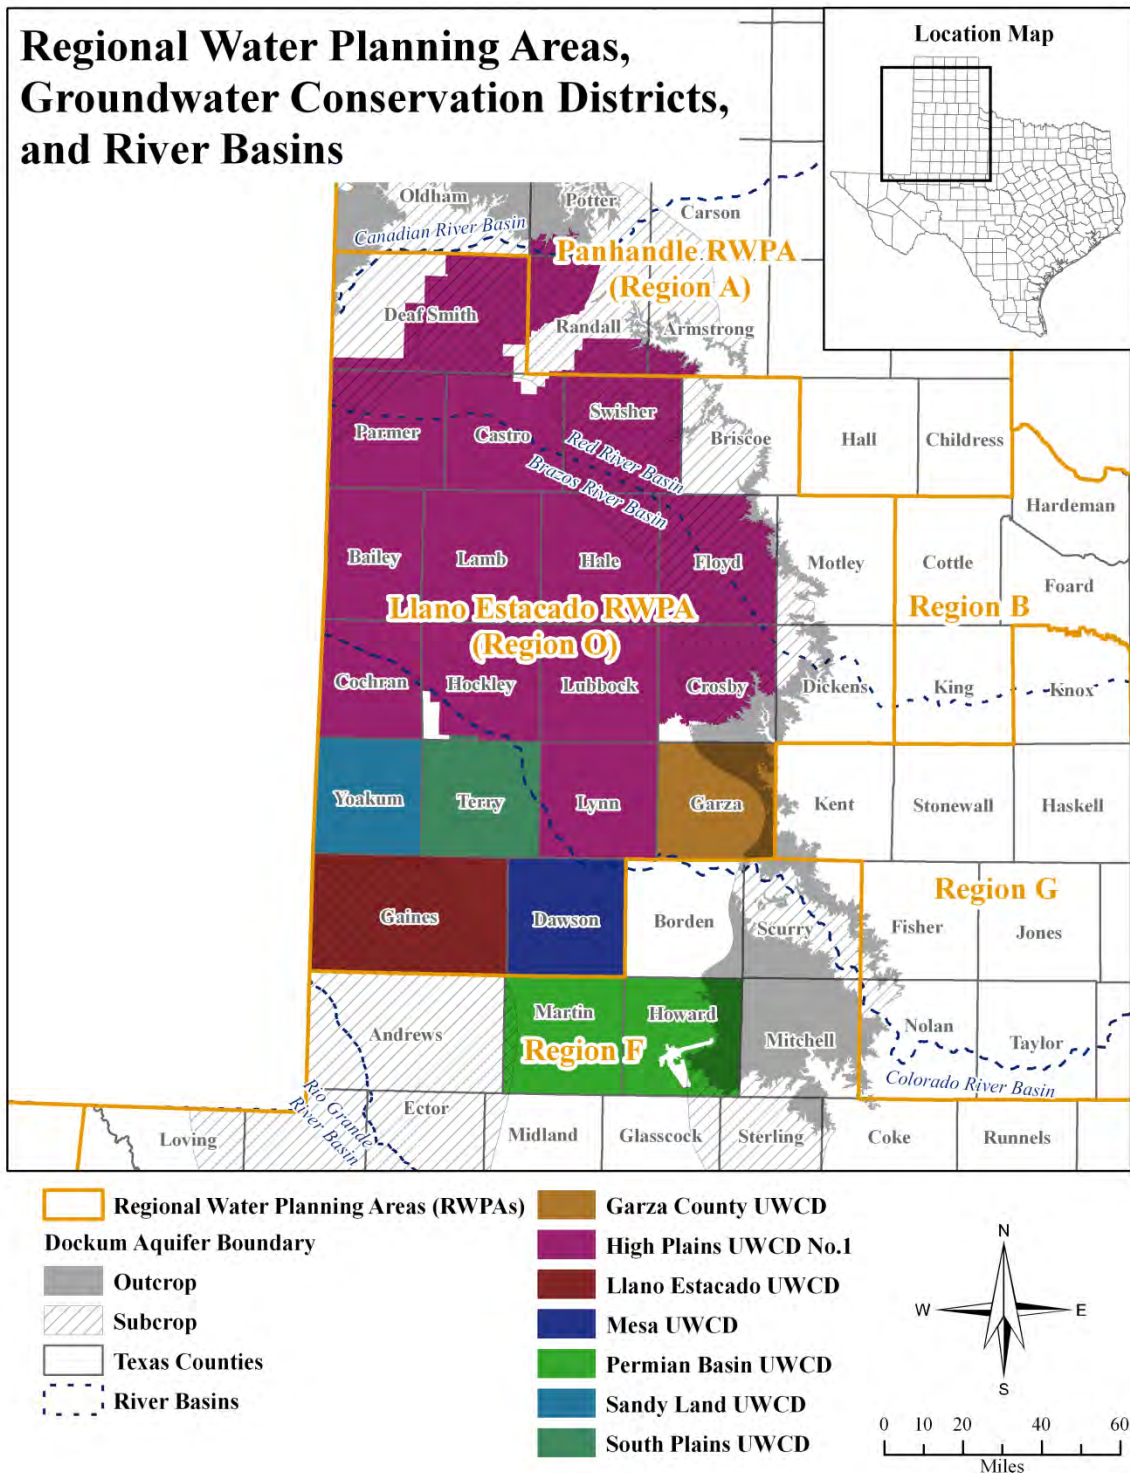 Regional Water Planning Areas,
Groundwater Conservation Districts,
and River Basins
Location Map
Oldham
Potter
Carson
Canadian River Basin
Panhandle RWPA
(Region A)
Deaf Smith
Randall
Armstrong
Parmer
Castro
Swisher
Briscoe
Hall
Childress
Red River Basin
Brazos River Basin
Hardeman
Bailey
Lamb
Hale
Floyd
Motley
Cottle
Foard
Llano Estacado RWPA
(Region O)
Region B
Cochran
Hockley
Lubbock
Crosby
Dickens
King
Knox
Yoakum
Terry
Lynn
Garza
Kent
Stonewall
Haskell
Region G
Gaines
Dawson
Borden
Scurry
Fisher
Jones
Andrews
Martin
Howard
Mitchell
Nolan
Taylor
Region F
Colorado River Basin
Rio Grande
River Basin
Loving
Ector
Midland
Glasscock
Sterling
Coke
Runnels
Regional Water Planning Areas (RWPAs)
Dockum Aquifer Boundary
Outcrop
Subcrop
Texas Counties
River Basins
Garza County UWCD
High Plains UWCD No.1
Llano Estacado UWCD
Mesa UWCD
Permian Basin UWCD
Sandy Land UWCD
South Plains UWCD
N
W E
S
0 10 20 40 60
Miles